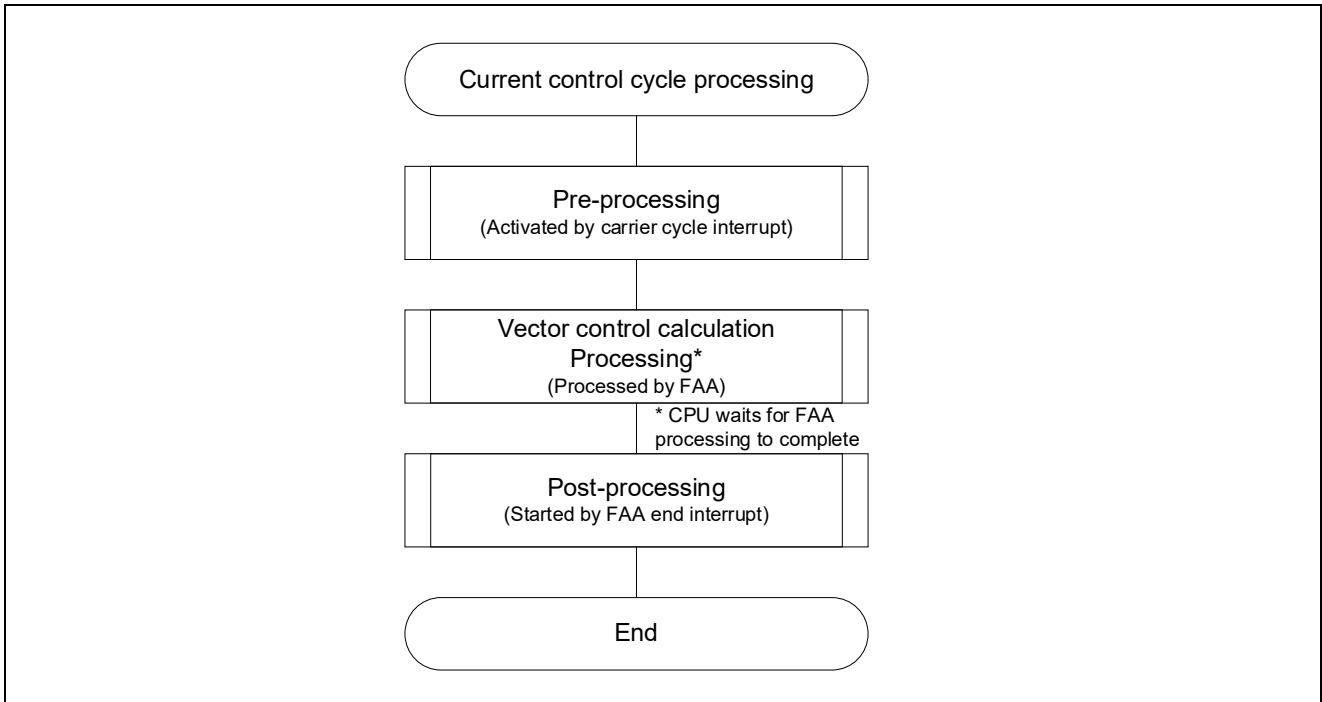 Current control cycle processing
Pre-processing
(Activated by carrier cycle interrupt)
Vector control calculation
Processing*
(Processed by FAA)
* CPU waits for FAA
processing to complete
Post-processing
(Started by FAA end interrupt)
End